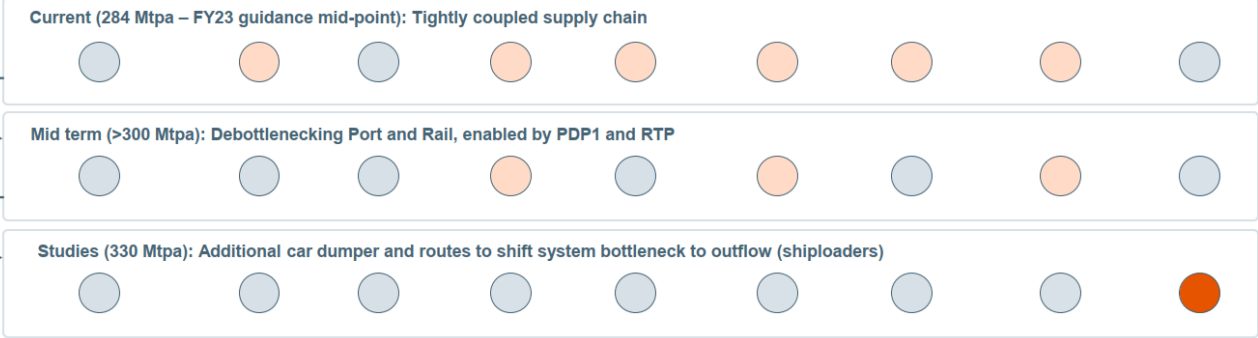 Current (284 Mtpa – FY23 guidance mid-point): Tightly coupled supply chain
Mid term (>300 Mtpa): Debottlenecking Port and Rail, enabled by PDP1 and RTP
Studies (330 Mtpa): Additional car dumper and routes to shift system bottleneck to outflow (shiploaders)